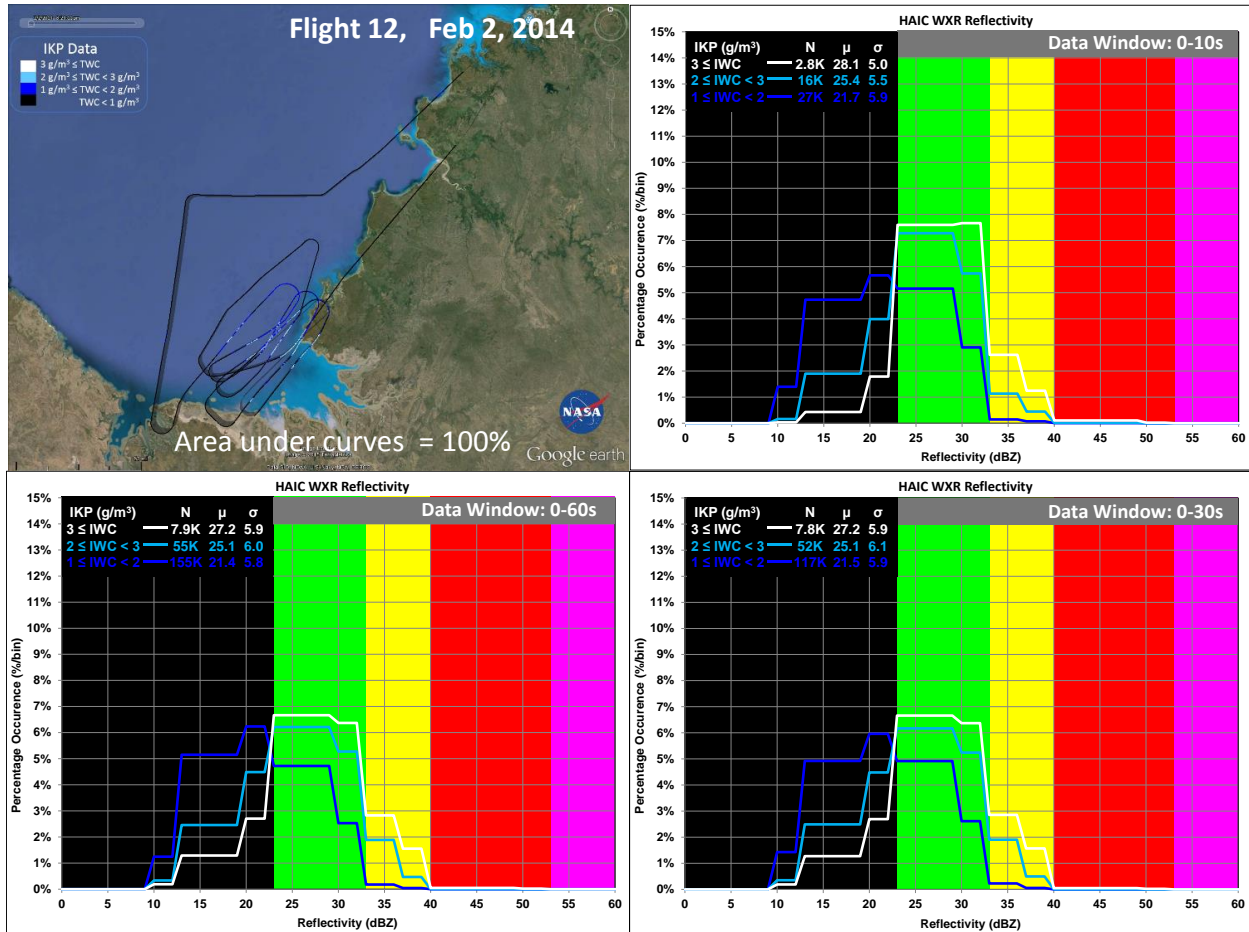 Flight 12, Feb 2, 2014
IKP Data
3 g/m³ ≤ TWC
2 g/m³ ≤ TWC < 3 g/m³
1 g/m³ ≤ TWC < 2 g/m³
TWC < 1 g/m³
NASA
Area under curves = 100%
Google earth
HAIC WXR Reflectivity
Data Window: 0-10s
IKP (g/m³) N μ σ
3 ≤ IWC 2.8K 28.1 5.0
2 ≤ IWC < 3 16K 25.4 5.5
1 ≤ IWC < 2 27K 21.7 5.9
Percentage Occurence (%/bin)
15%
14%
13%
12%
11%
10%
9%
8%
7%
6%
5%
4%
3%
2%
1%
0%
0 5 10 15 20 25 30 35 40 45 50 55 60
Reflectivity (dBZ)
HAIC WXR Reflectivity
Data Window: 0-60s
IKP (g/m³) N μ σ
3 ≤ IWC 7.9K 27.2 5.9
2 ≤ IWC < 3 55K 25.1 6.0
1 ≤ IWC < 2 155K 21.4 5.8
Percentage Occurence (%/bin)
15%
14%
13%
12%
11%
10%
9%
8%
7%
6%
5%
4%
3%
2%
1%
0%
0 5 10 15 20 25 30 35 40 45 50 55 60
Reflectivity (dBZ)
HAIC WXR Reflectivity
Data Window: 0-30s
IKP (g/m³) N μ σ
3 ≤ IWC 7.8K 27.2 5.9
2 ≤ IWC < 3 52K 25.1 6.1
1 ≤ IWC < 2 117K 21.5 5.9
Percentage Occurence (%/bin)
15%
14%
13%
12%
11%
10%
9%
8%
7%
6%
5%
4%
3%
2%
1%
0%
0 5 10 15 20 25 30 35 40 45 50 55 60
Reflectivity (dBZ)